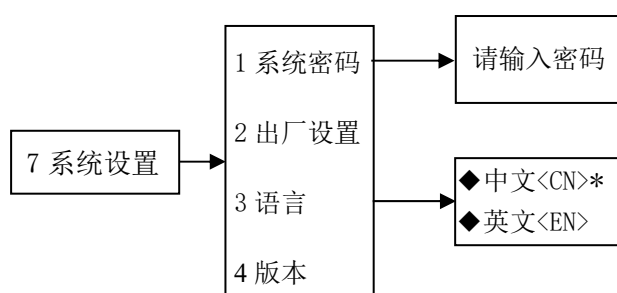 7 系统设置
1 系统密码
2 出厂设置
3 语言
4 版本
请输入密码
◆中文<CN>*
◆英文<EN>